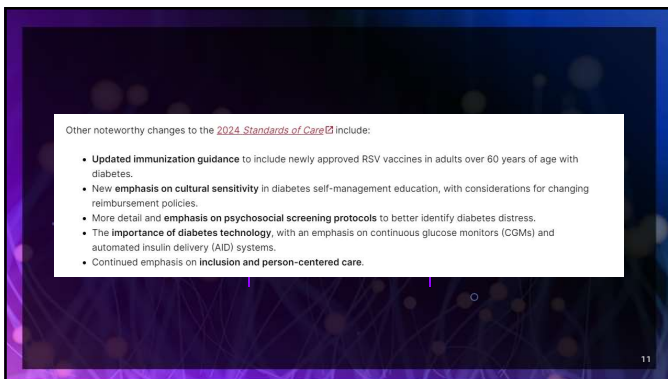 Other noteworthy changes to the 2024 Standards of Care include:
• Updated immunization guidance to include newly approved RSV vaccines in adults over 60 years of age with
diabetes.
• New emphasis on cultural sensitivity in diabetes self-management education, with considerations for changing
reimbursement policies.
• More detail and emphasis on psychosocial screening protocols to better identify diabetes distress.
• The importance of diabetes technology, with an emphasis on continuous glucose monitors (CGMs) and
automated insulin delivery (AID) systems.
• Continued emphasis on inclusion and person-centered care.
11